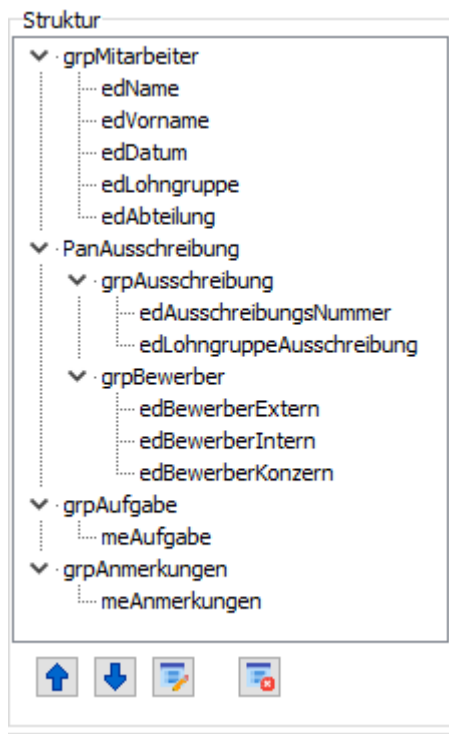 Struktur
grpMitarbeiter
edName
edVorname
edDatum
edLohngruppe
edAbteilung
PanAusschreibung
grpAusschreibung
edAusschreibungsNummer
edLohngruppeAusschreibung
grpBewerber
edBewerberExtern
edBewerberIntern
edBewerberKonzern
grpAufgabe
meAufgabe
grpAnmerkungen
meAnmerkungen